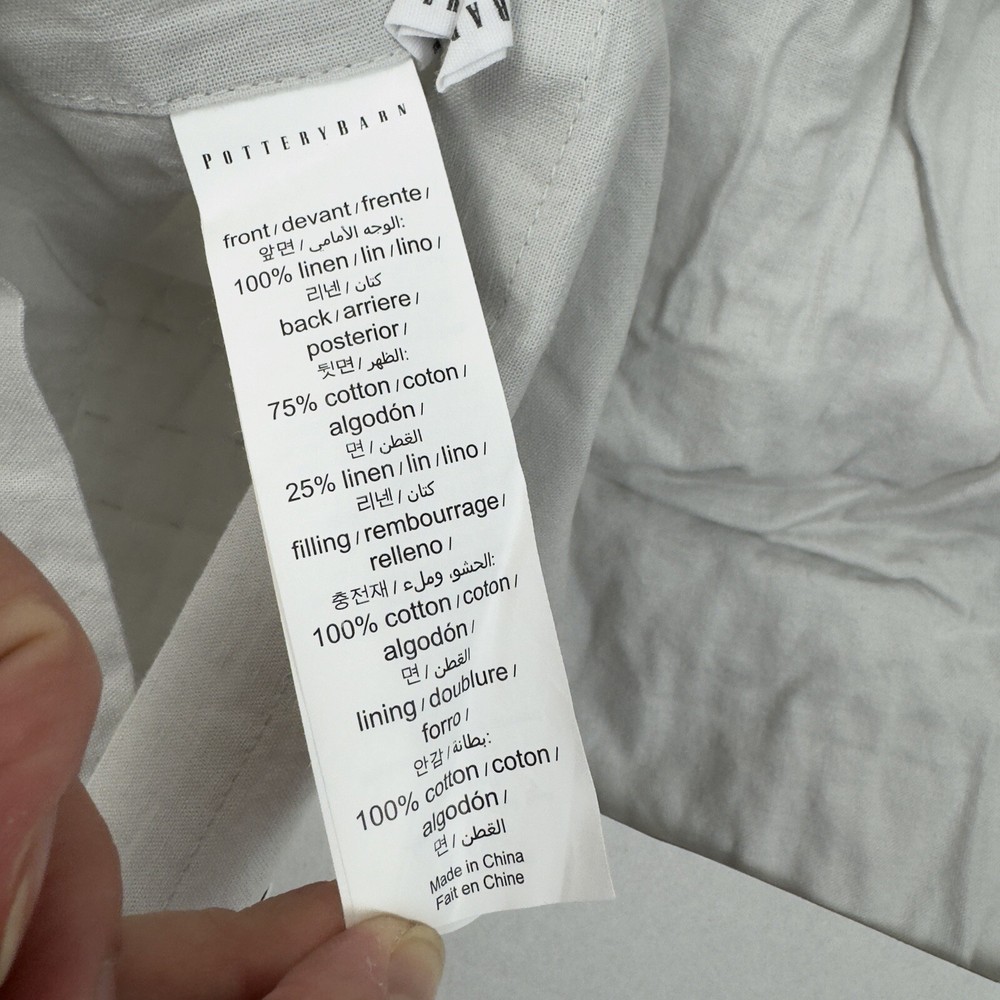 POTTERYBARN
front / devant / frente /
앞면 / الوجه الأمامى:
100% linen / lin / lino /
리넨 / كتان
back / arriere /
posterior /
뒷면 / الظهر:
75% cotton / coton /
algodón /
면 / القطن
25% linen / lin / lino /
리넨 / كتان
filling / rembourrage /
relleno /
충전재 / الحشو، وملء:
100% cotton / coton /
algodón /
면 / القطن
lining / doublure /
forro /
안감 / بطانة:
100% cotton / coton /
algodón /
면 / القطن
Made in China
Fait en Chine